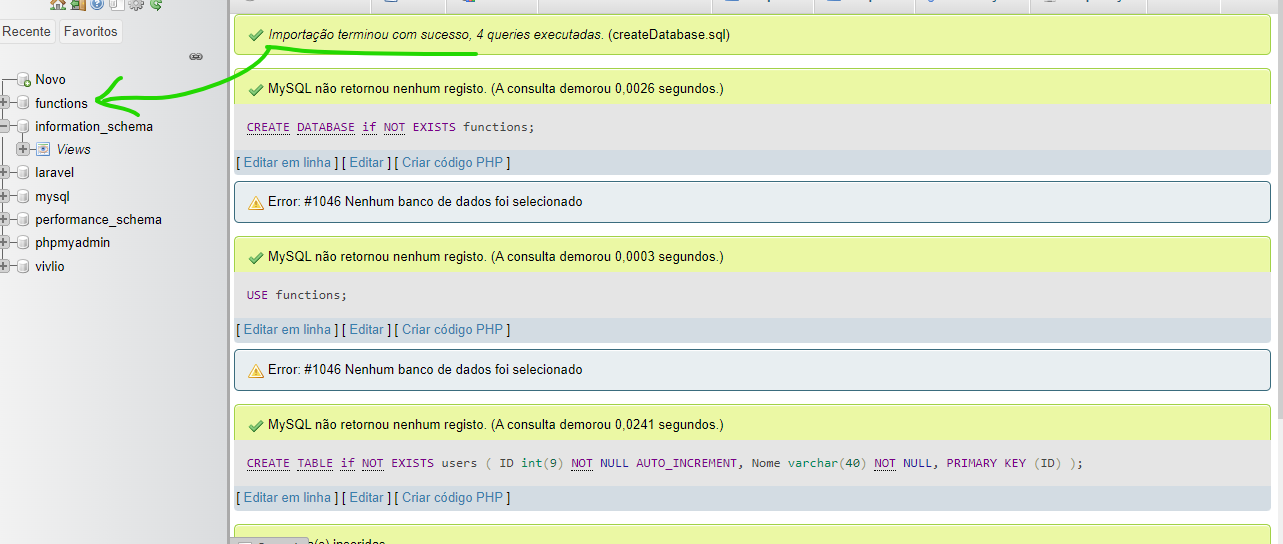 Recente Favoritos
Novo
functions
information_schema
Views
laravel
mysql
performance_schema
phpmyadmin
vivlio
Importação terminou com sucesso, 4 queries executadas. (createDatabase.sql)
MySQL não retornou nenhum registo. (A consulta demorou 0,0026 segundos.)
CREATE DATABASE if NOT EXISTS functions;
[ Editar em linha ] [ Editar ] [ Criar código PHP ]
Error: #1046 Nenhum banco de dados foi selecionado
MySQL não retornou nenhum registo. (A consulta demorou 0,0003 segundos.)
USE functions;
[ Editar em linha ] [ Editar ] [ Criar código PHP ]
Error: #1046 Nenhum banco de dados foi selecionado
MySQL não retornou nenhum registo. (A consulta demorou 0,0241 segundos.)
CREATE TABLE if NOT EXISTS users ( ID int(9) NOT NULL AUTO_INCREMENT, Nome varchar(40) NOT NULL, PRIMARY KEY (ID) );
[ Editar em linha ] [ Editar ] [ Criar código PHP ]